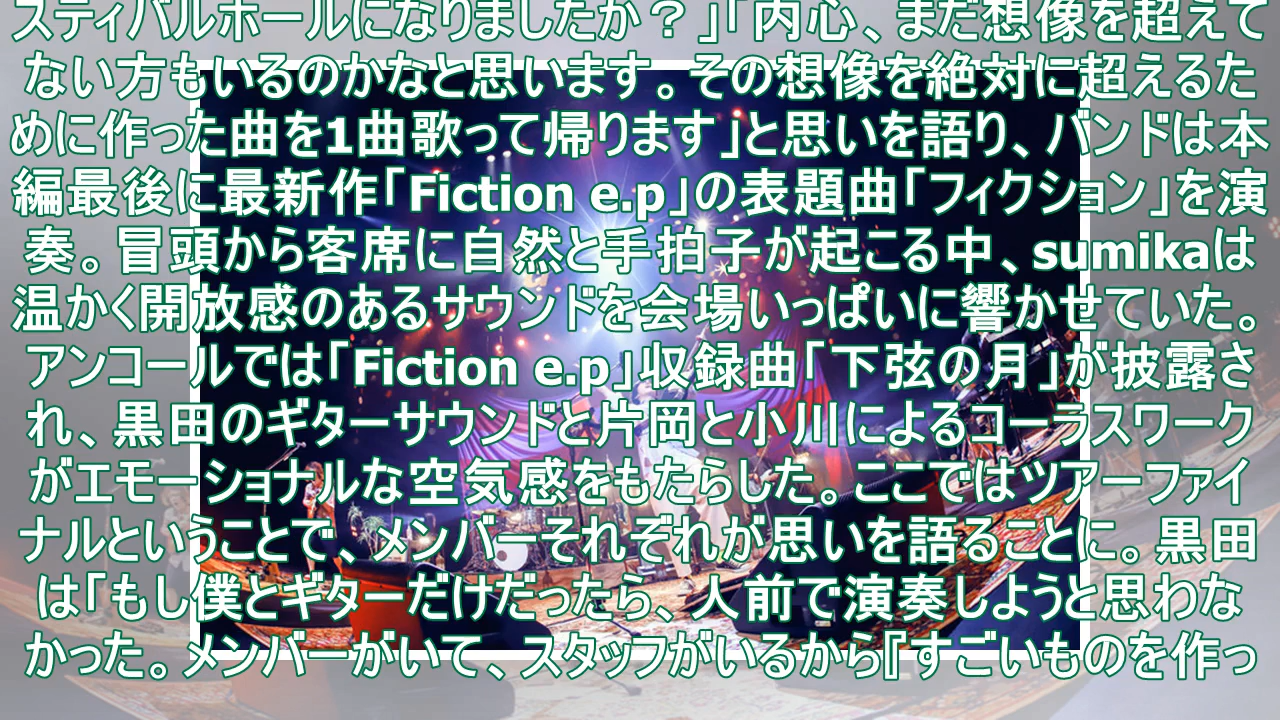 スティバルホールになりましたか？」「内心、まだ想像を超えて
ない方もいるのかなと思います。その想像を絶対に超えるた
めに作った曲を1曲歌って帰ります」と思いを語り、バンドは本
編最後に最新作「Fiction e.p」の表題曲「フィクション」を演
奏。冒頭から客席に自然と手拍子が起こる中、sumikaは
温かく開放感のあるサウンドを会場いっぱいに響かせていた。
アンコールでは「Fiction e.p」収録曲「下弦の月」が披露さ
れ、黒田のギターサウンドと片岡と小川によるコーラスワーク
がエモーショナルな空気感をもたらした。ここではツアーファイ
ナルということで、メンバーそれぞれが思いを語ることに。黒田
は「もし僕とギターだけだったら、人前で演奏しようと思わな
かった。メンバーがいて、スタッフがいるから『すごいものを作っ